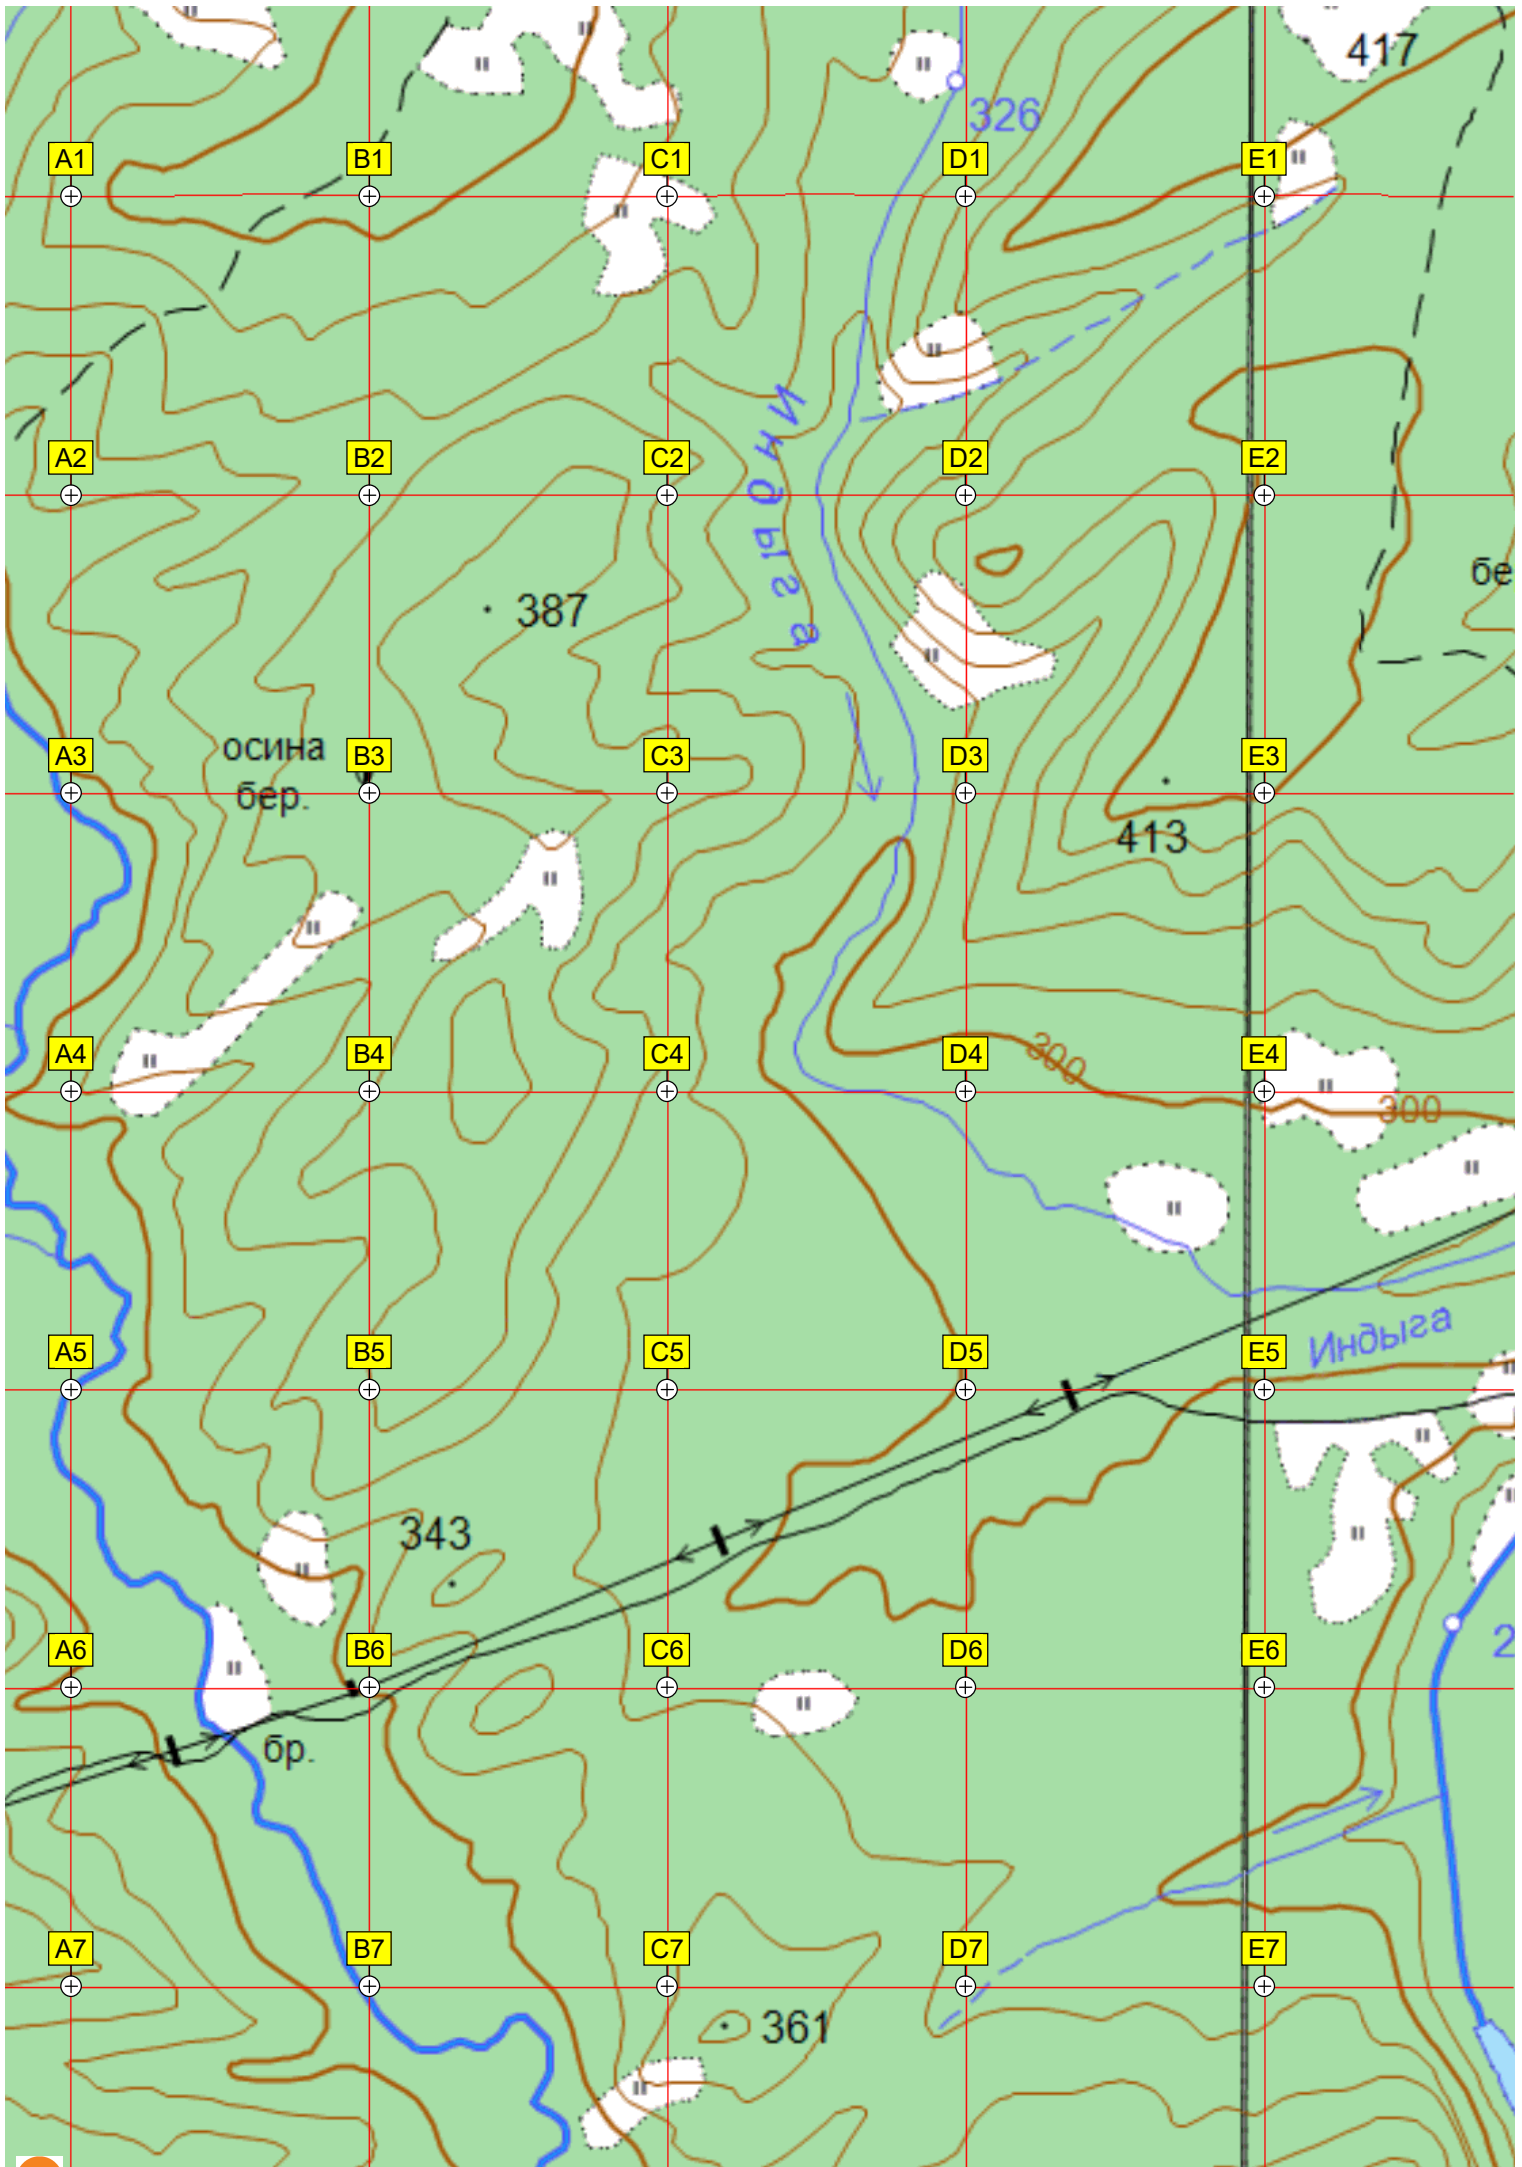 417
326
A1 B1 C1 D1 E1
Индыга
A2 B2 C2 D2 E2
бе
387
осина
бер.
A3 B3 C3 D3 E3
413
A4 B4 C4 D4 E4
300
300
Индыга
A5 B5 C5 D5 E5
343
A6 B6 C6 D6 E6
2
бр.
A7 B7 C7 D7 E7
361